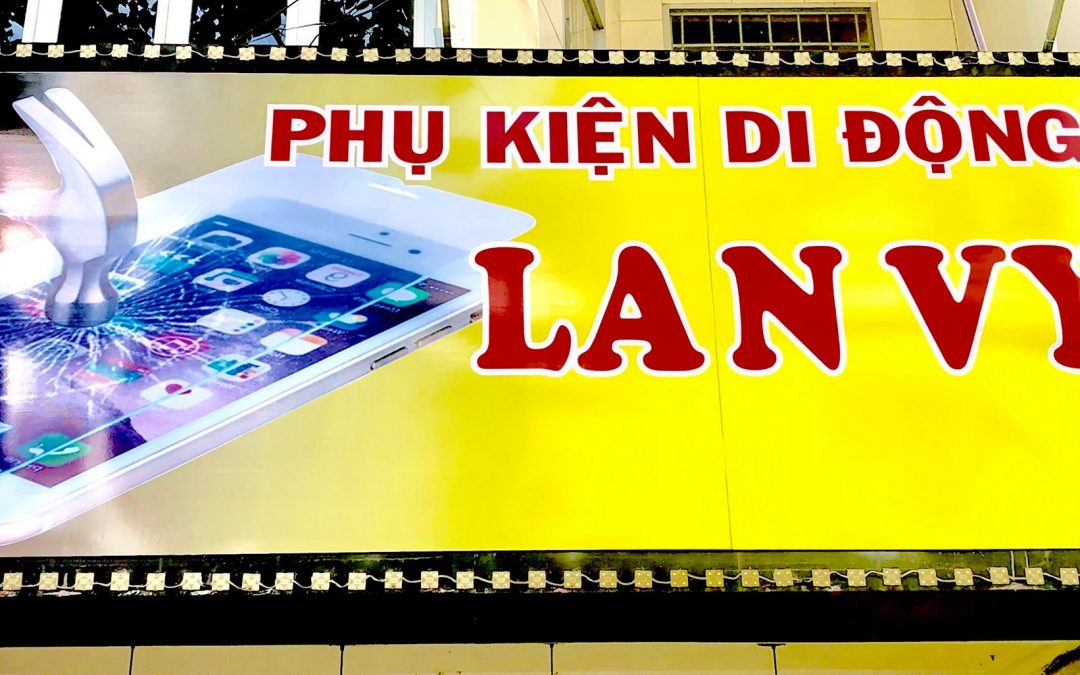 PHỤ KIỆN DI ĐỘNG
LAN VY